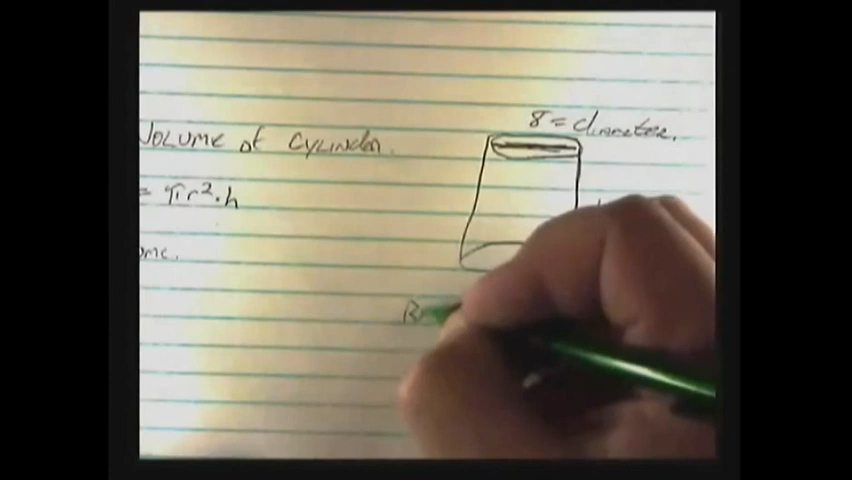 8 = diameter.
VOLUME of CYLINDER.
= πr²·h